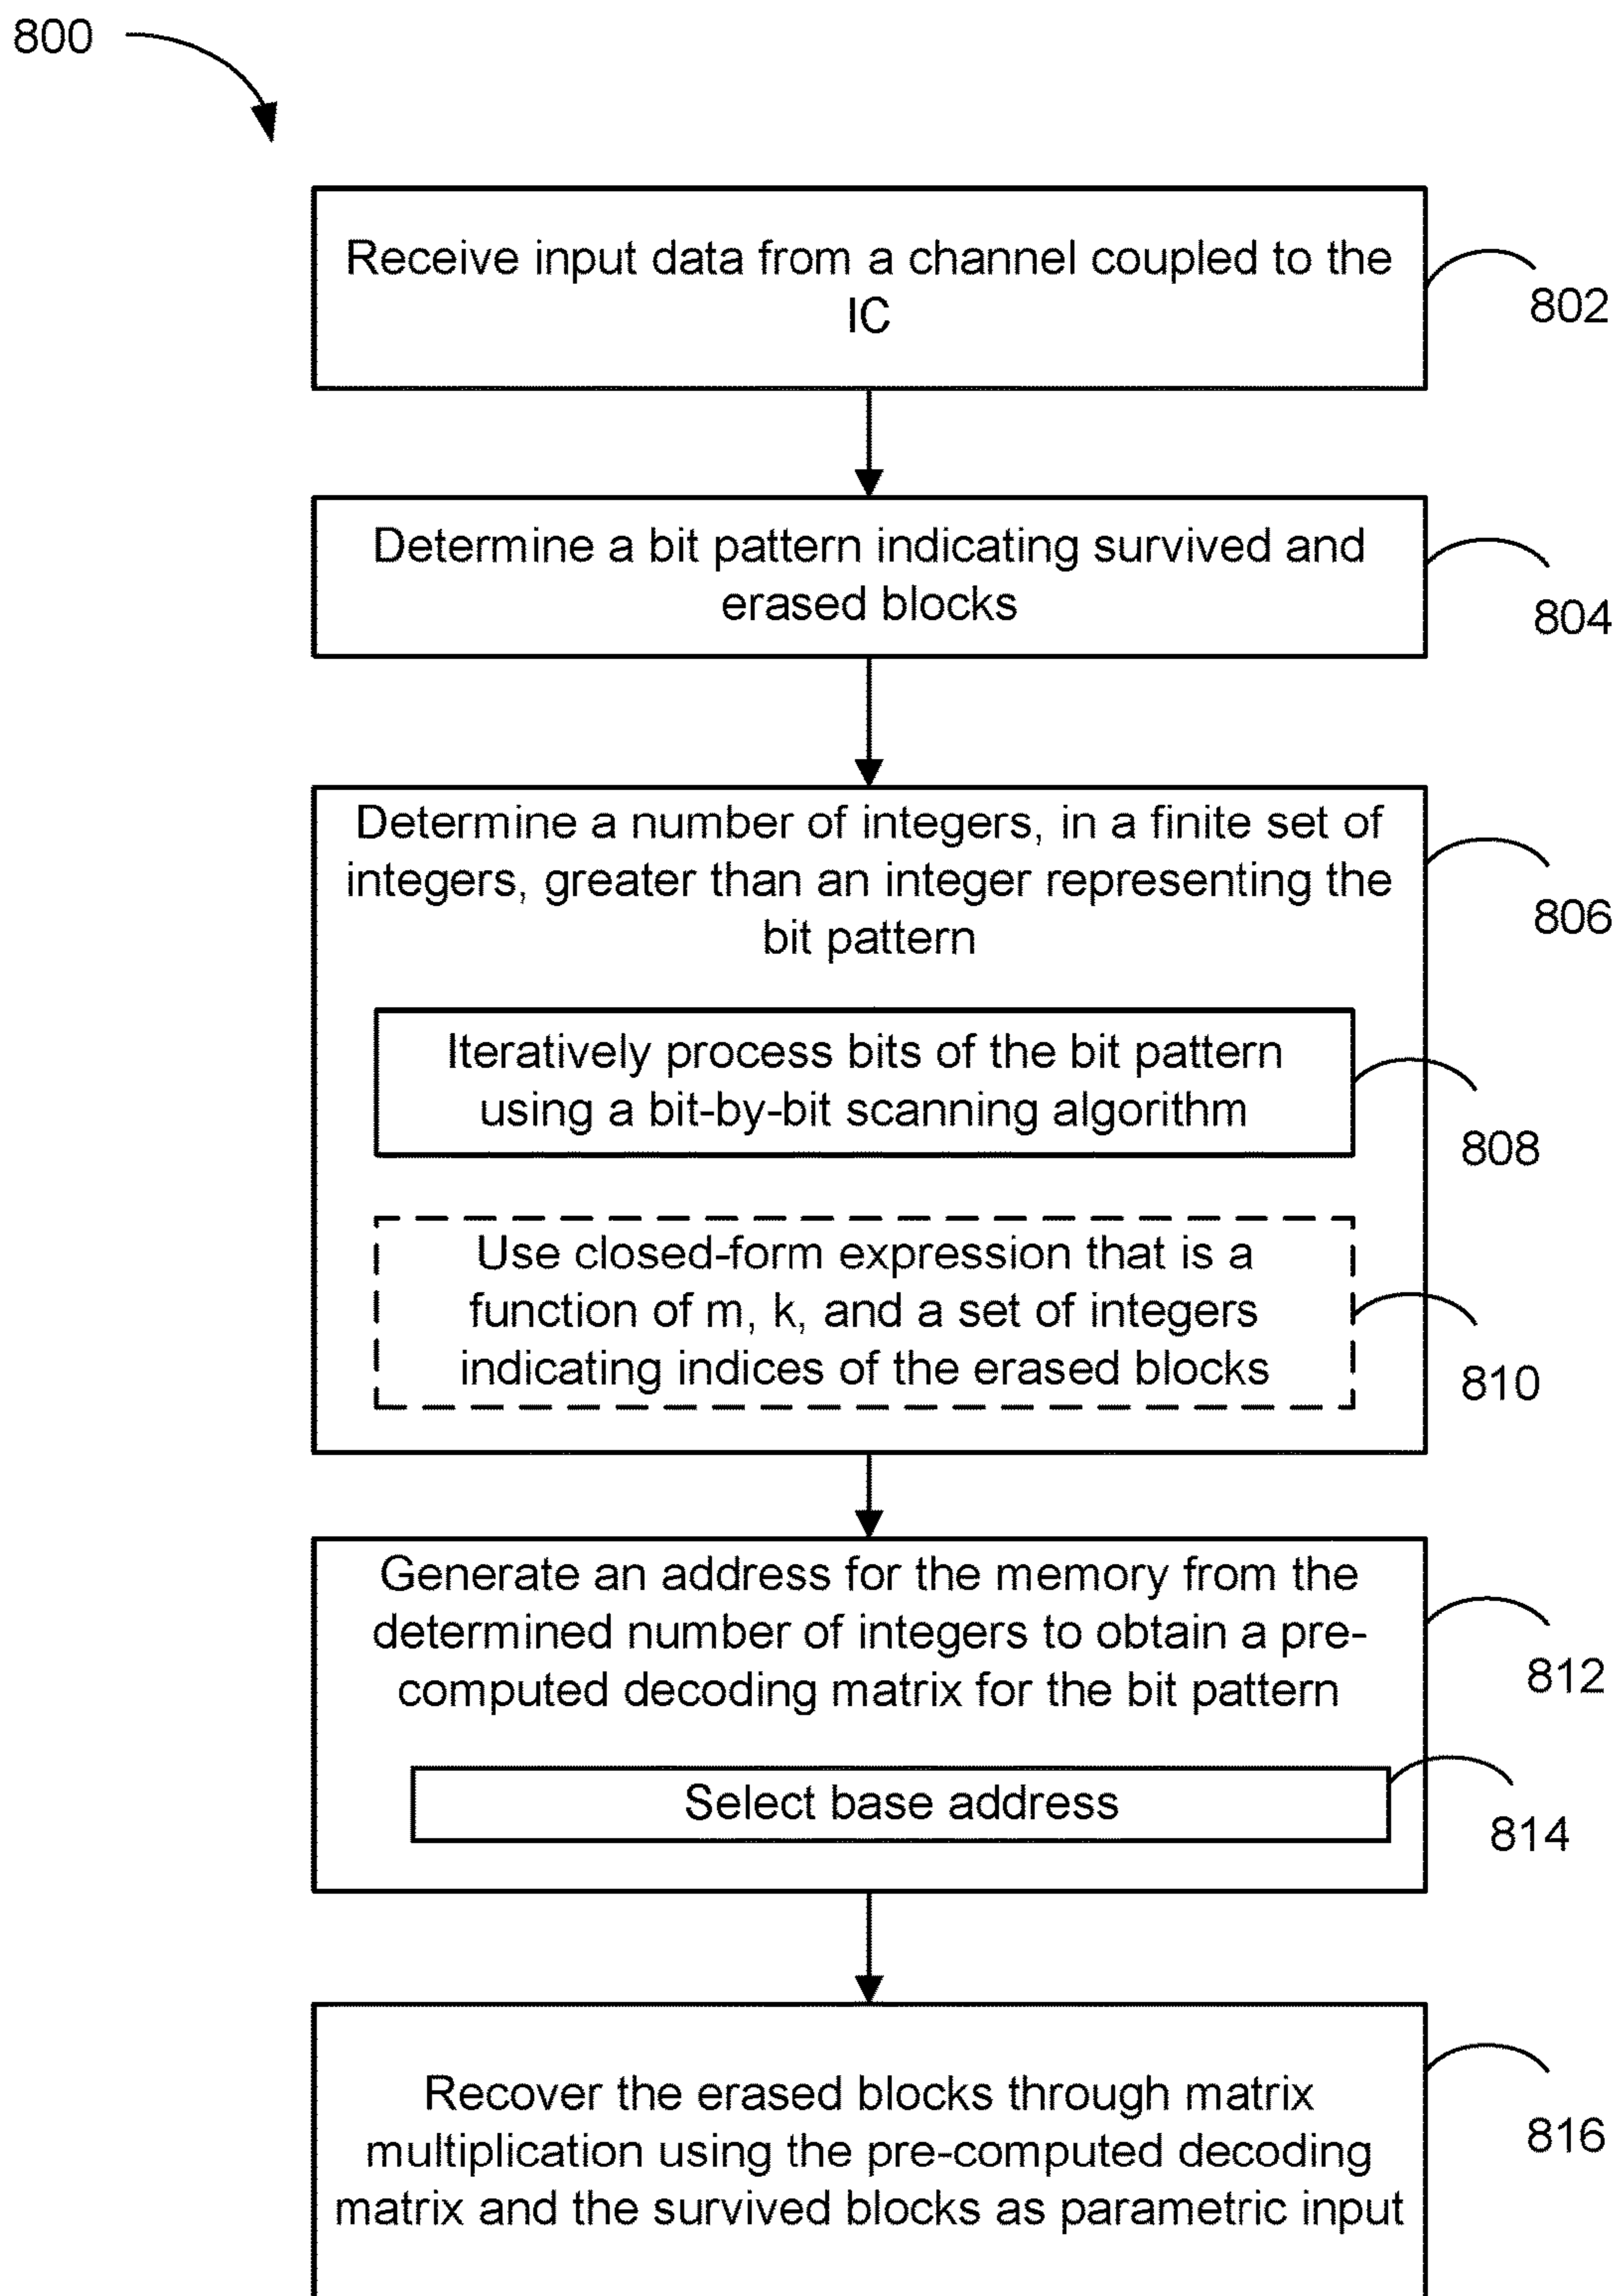 800
Receive input data from a channel coupled to the
IC
802
Determine a bit pattern indicating survived and
erased blocks
804
Determine a number of integers, in a finite set of
integers, greater than an integer representing the
bit pattern
806
Iteratively process bits of the bit pattern
using a bit-by-bit scanning algorithm
808
Use closed-form expression that is a
function of m, k, and a set of integers
indicating indices of the erased blocks
810
Generate an address for the memory from the
determined number of integers to obtain a pre-
computed decoding matrix for the bit pattern
812
Select base address
814
Recover the erased blocks through matrix
multiplication using the pre-computed decoding
matrix and the survived blocks as parametric input
816